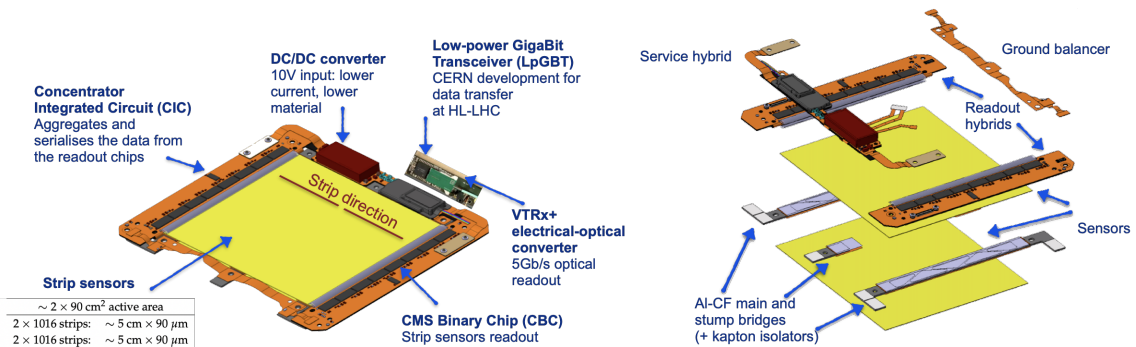 DC/DC converter
10V input: lower
current, lower
material
Low-power GigaBit
Transceiver (LpGBT)
CERN development for
data transfer
at HL-LHC
Concentrator
Integrated Circuit (CIC)
Aggregates and
serialises the data from
the readout chips
Strip direction
VTRx+
electrical-optical
converter
5Gb/s optical
readout
Strip sensors
~ 2 × 90 cm² active area
2 × 1016 strips: ~ 5 cm × 90 μm
2 × 1016 strips: ~ 5 cm × 90 μm
CMS Binary Chip (CBC)
Strip sensors readout
Service hybrid
Ground balancer
Readout
hybrids
Sensors
Al-CF main and
stump bridges
(+ kapton isolators)